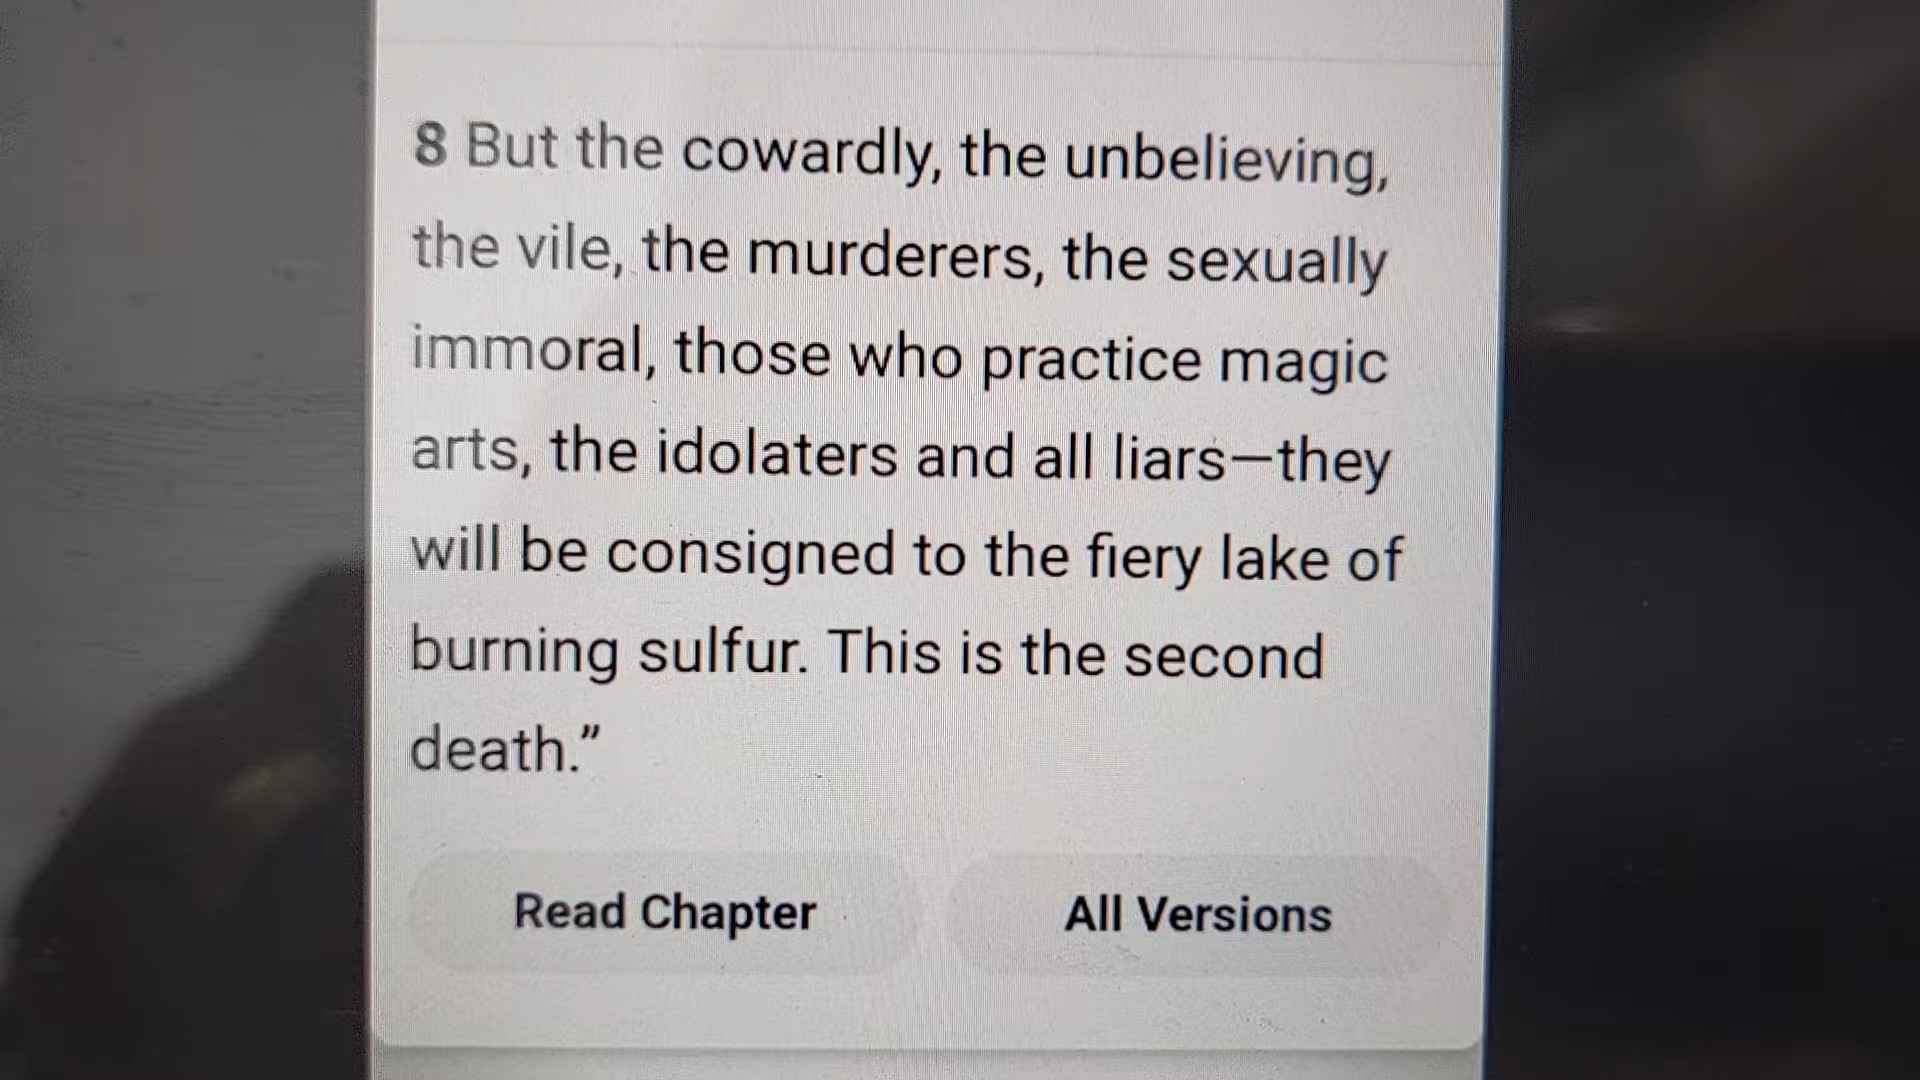 8 But the cowardly, the unbelieving,
the vile, the murderers, the sexually
immoral, those who practice magic
arts, the idolaters and all liars—they
will be consigned to the fiery lake of
burning sulfur. This is the second
death.”
Read Chapter
All Versions